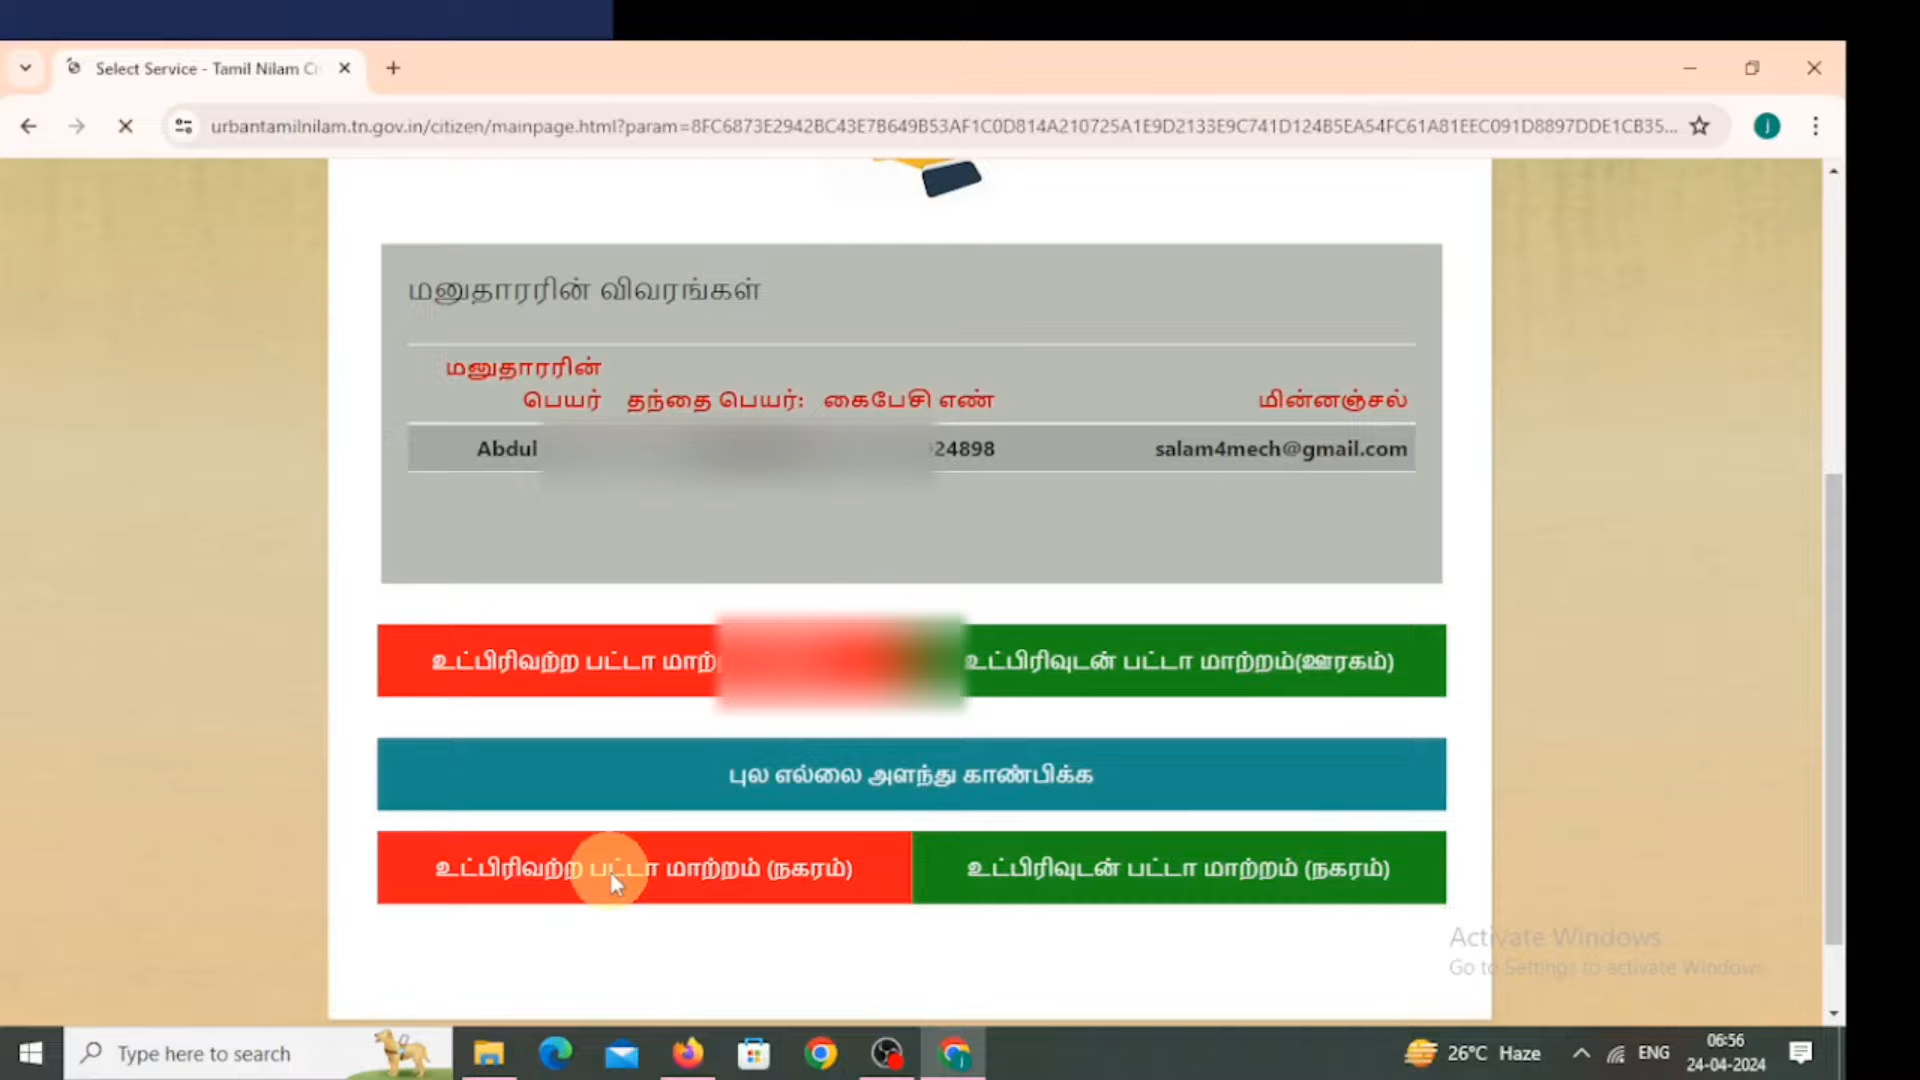 Select Service - Tamil Nilam Ci
urbantamilnilam.tn.gov.in/citizen/mainpage.html?param=8FC6873E2942BC43E7B649B53AF1C0D814A210725A1E9D2133E9C741D124B5EA54FC61A81EEC091D8897DDE1CB35...
j
மனுதாரரின் விவரங்கள்
மனுதாரரின்
பெயர் தந்தை பெயர்: கைபேசி எண் மின்னஞ்சல்
Abdul 24898 salam4mech@gmail.com
உட்பிரிவற்ற பட்டா மாற் உட்பிரிவுடன் பட்டா மாற்றம்(ஊரகம்)
புல எல்லை அளந்து காண்பிக்க
உட்பிரிவற்ற பட்டா மாற்றம் (நகரம்) உட்பிரிவுடன் பட்டா மாற்றம் (நகரம்)
Activate Windows
Go to Settings to activate Windows.
Type here to search
26°C Haze
ENG
06:56
24-04-2024